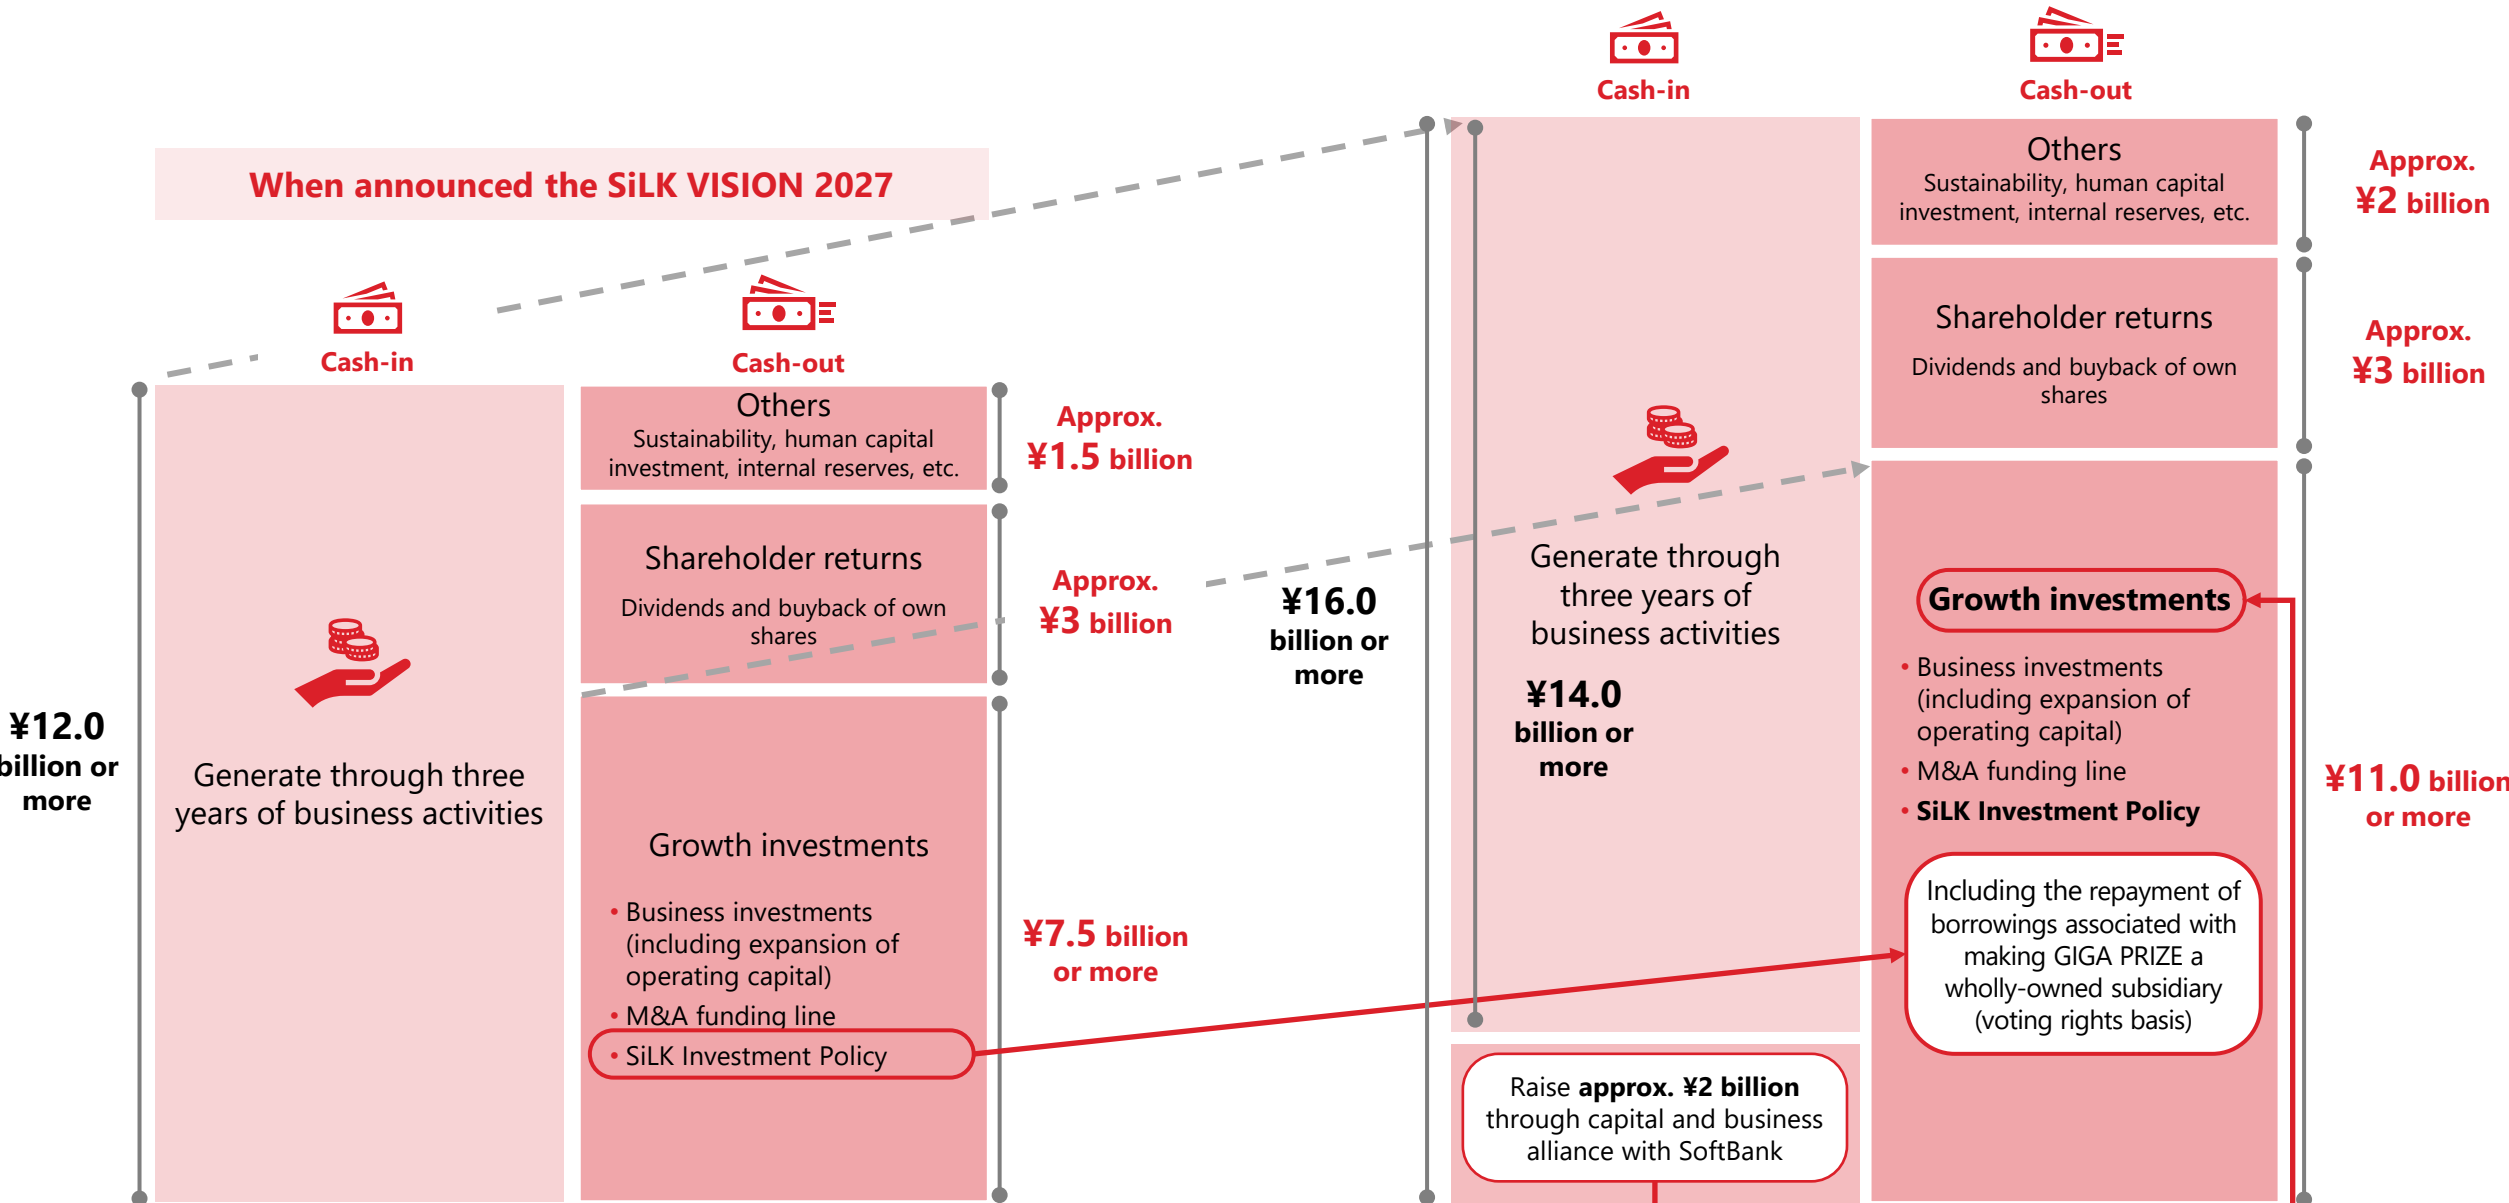 When announced the SiLK VISION 2027
Cash-in
Cash-out
¥12.0
billion or
more
Generate through three
years of business activities
Others
Sustainability, human capital
investment, internal reserves, etc.
Approx.
¥1.5 billion
Shareholder returns
Dividends and buyback of own
shares
Approx.
¥3 billion
Growth investments
• Business investments
(including expansion of
operating capital)
• M&A funding line
• SiLK Investment Policy
¥7.5 billion
or more
Cash-in
Cash-out
¥16.0
billion or
more
Generate through
three years of
business activities
¥14.0
billion or
more
Raise approx. ¥2 billion
through capital and business
alliance with SoftBank
Others
Sustainability, human capital
investment, internal reserves, etc.
Approx.
¥2 billion
Shareholder returns
Dividends and buyback of own
shares
Approx.
¥3 billion
Growth investments
• Business investments
(including expansion of
operating capital)
• M&A funding line
• SiLK Investment Policy
Including the repayment of
borrowings associated with
making GIGA PRIZE a
wholly-owned subsidiary
(voting rights basis)
¥11.0 billion
or more